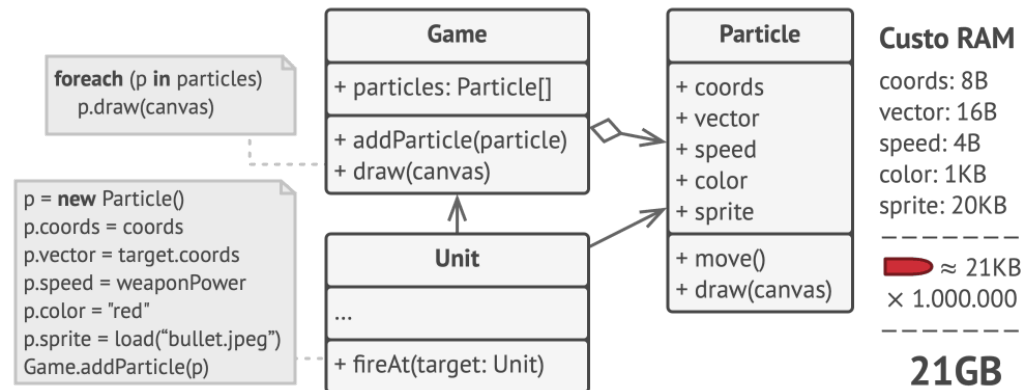 foreach (p in particles)
p.draw(canvas)
p = new Particle()
p.coords = coords
p.vector = target.coords
p.speed = weaponPower
p.color = "red"
p.sprite = load(“bullet.jpeg”)
Game.addParticle(p)
Game
+ particles: Particle[]
+ addParticle(particle)
+ draw(canvas)
Unit
...
+ fireAt(target: Unit)
Particle
+ coords
+ vector
+ speed
+ color
+ sprite
+ move()
+ draw(canvas)
Custo RAM
coords: 8B
vector: 16B
speed: 4B
color: 1KB
sprite: 20KB
≈ 21KB
× 1.000.000
21GB